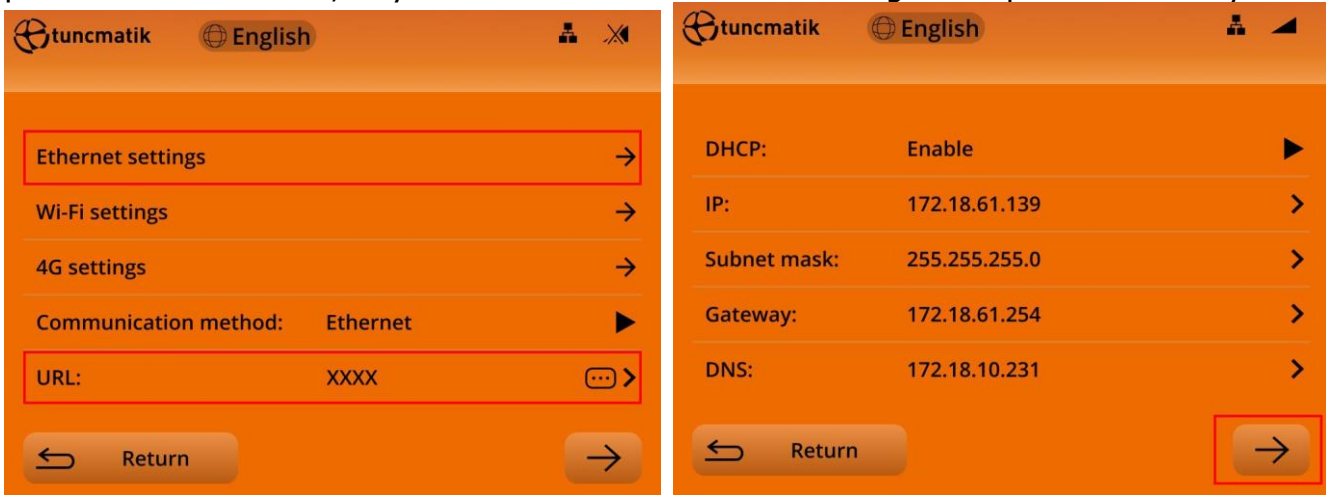 tuncmatik English
Ethernet settings
Wi-Fi settings
4G settings
Communication method: Ethernet
URL: XXXX
Return
tuncmatik English
DHCP: Enable
IP: 172.18.61.139
Subnet mask: 255.255.255.0
Gateway: 172.18.61.254
DNS: 172.18.10.231
Return